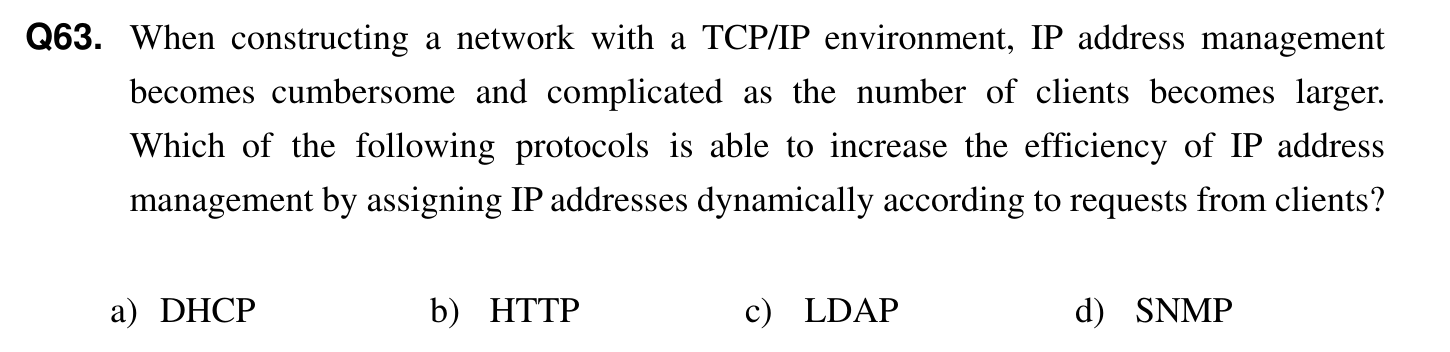 Q63. When constructing a network with a TCP/IP environment, IP address management
becomes cumbersome and complicated as the number of clients becomes larger.
Which of the following protocols is able to increase the efficiency of IP address
management by assigning IP addresses dynamically according to requests from clients?
a) DHCP b) HTTP c) LDAP d) SNMP